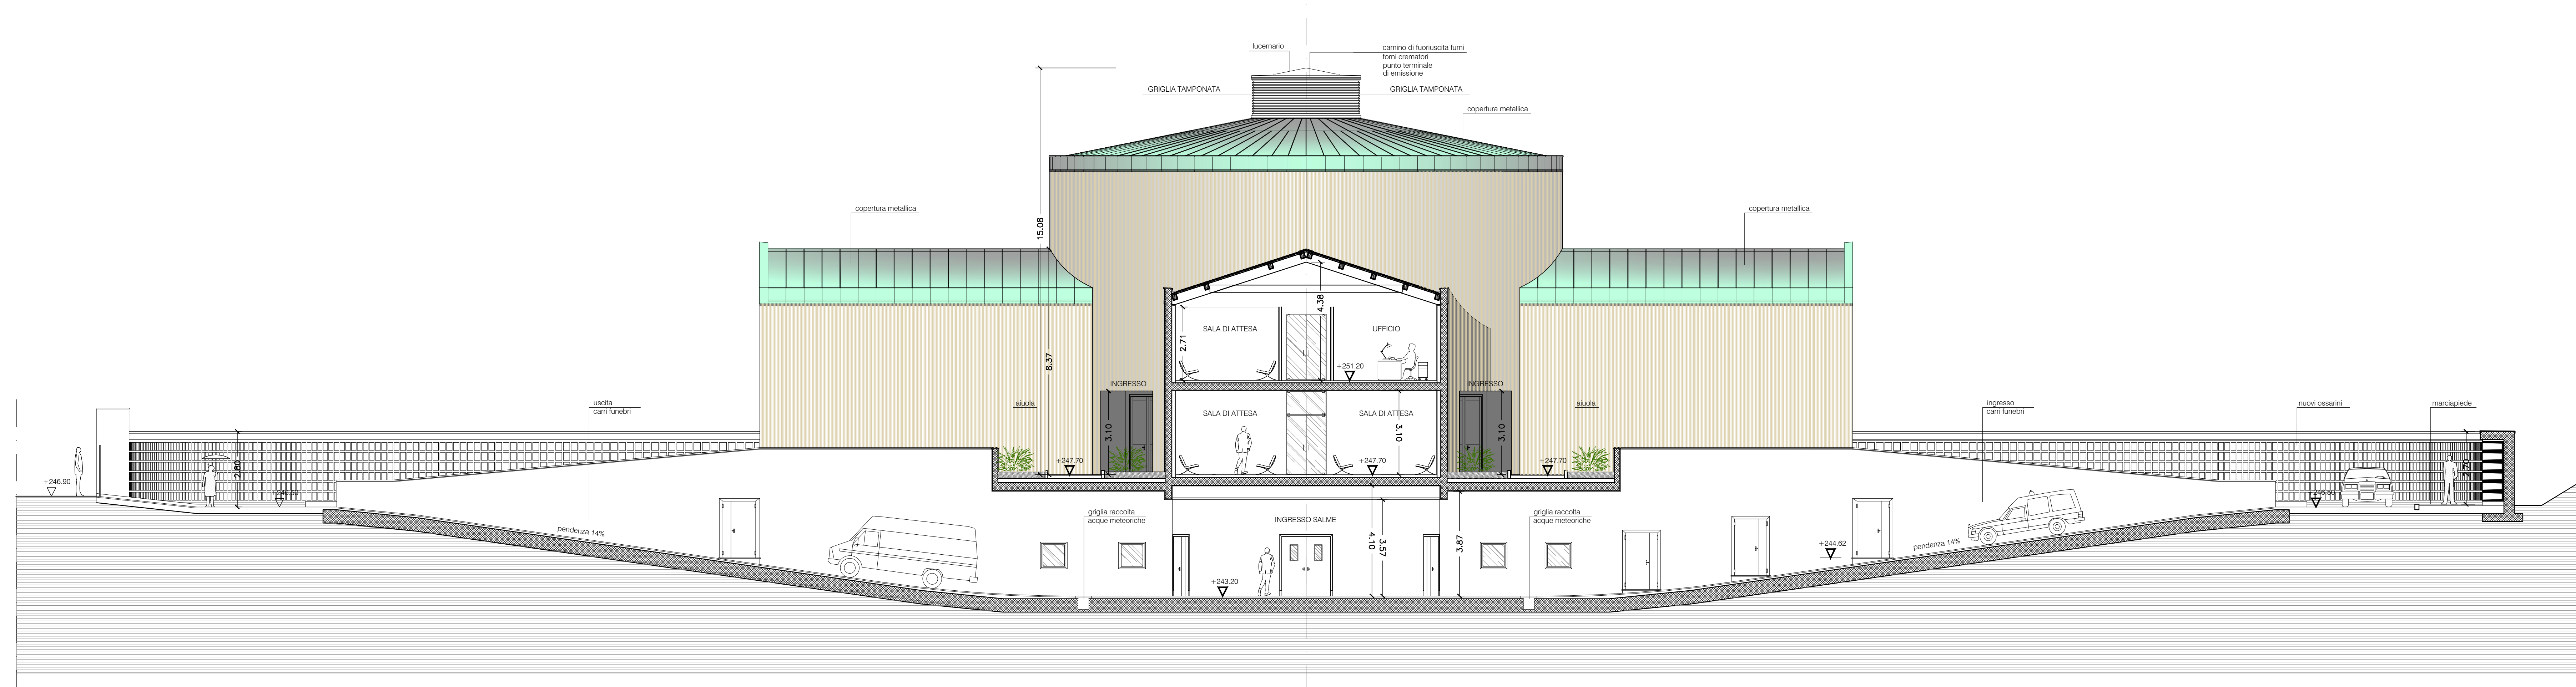 lucernario
camino di fuoriuscita fumi
forni crematori
punto terminale
di emissione
GRIGLIA TAMPONATA
GRIGLIA TAMPONATA
copertura metallica
copertura metallica
copertura metallica
15.08
8.37
4.38
2.71
SALA DI ATTESA
UFFICIO
+251.20
INGRESSO
INGRESSO
aiuola
aiuola
uscita
carri funebri
ingresso
carri funebri
nuovi ossarini
marciapiede
SALA DI ATTESA
SALA DI ATTESA
3.10
3.10
3.10
+247.70
+247.70
+247.70
2.80
2.70
+246.90
+246.50
griglia raccolta
acque meteoriche
griglia raccolta
acque meteoriche
INGRESSO SALME
4.10
3.57
3.87
pendenza 14%
pendenza 14%
+244.62
+243.20